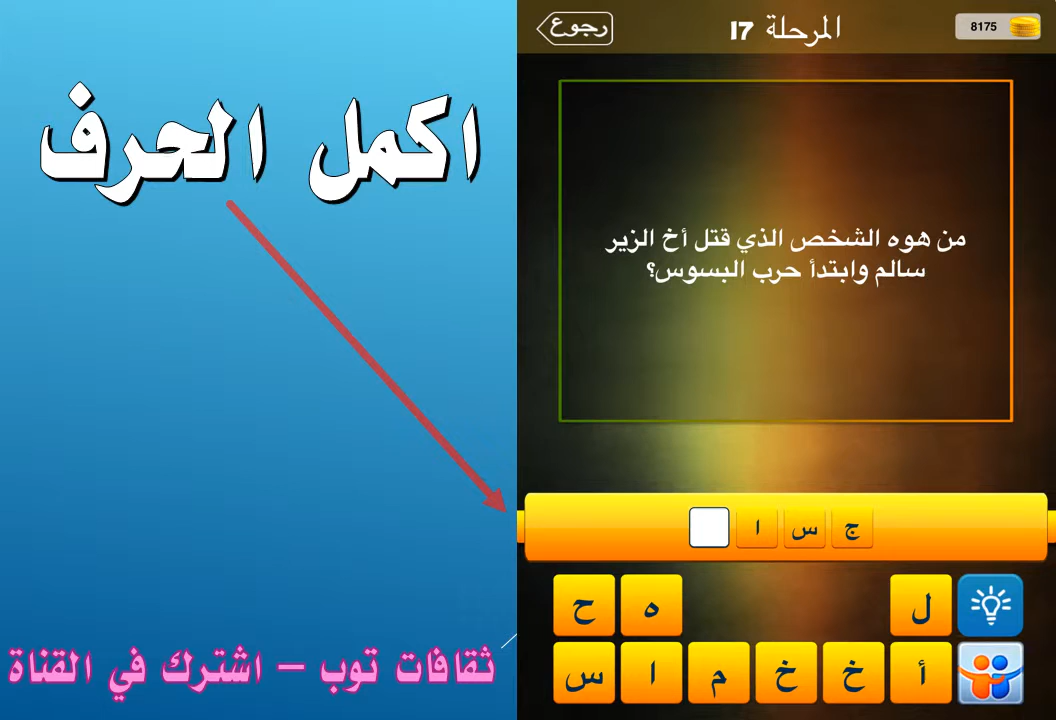 اكمل الحرف
ثقافات توب – اشترك في القناة
رجوع
المرحلة 17
8175
من هوه الشخص الذي قتل أخ الزير
سالم وابتدأ حرب البسوس؟
ج س ا
ح ه ل
س ا م خ خ أ